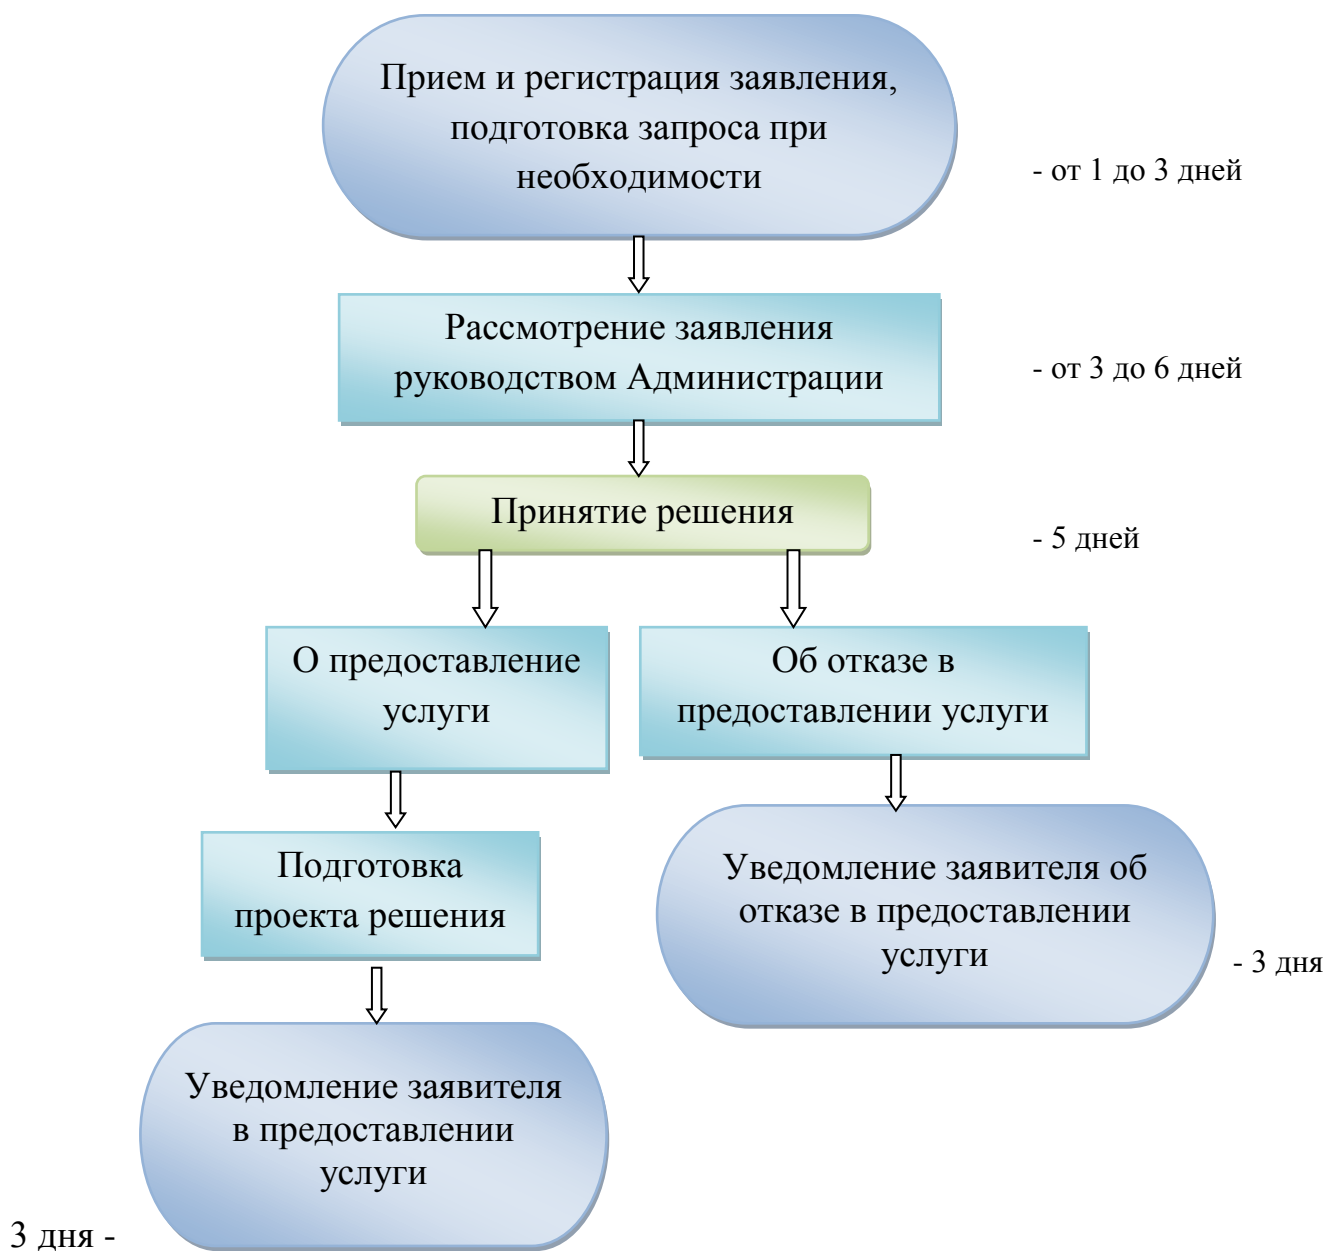 Прием и регистрация заявления,
подготовка запроса при
необходимости
- от 1 до 3 дней
Рассмотрение заявления
руководством Администрации
- от 3 до 6 дней
Принятие решения
- 5 дней
О предоставление
услуги
Об отказе в
предоставлении услуги
Подготовка
проекта решения
Уведомление заявителя об
отказе в предоставлении
услуги
- 3 дня
Уведомление заявителя
в предоставлении
услуги
3 дня -